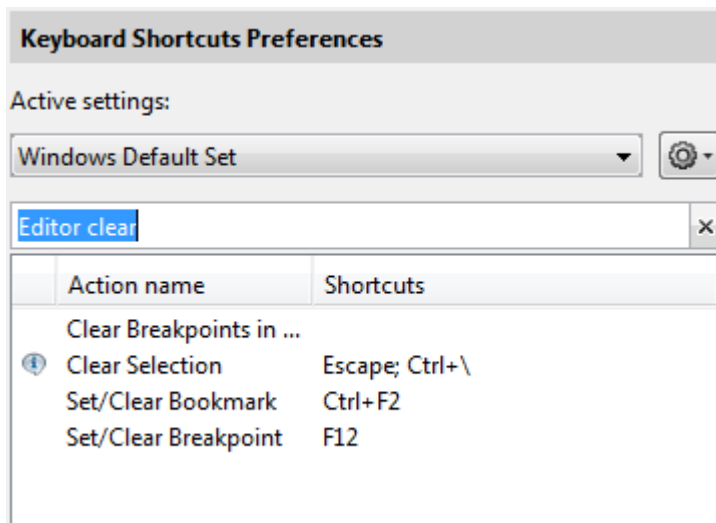 Keyboard Shortcuts Preferences
Active settings:
Windows Default Set
Editor clear
Action name Shortcuts
Clear Breakpoints in ...
Clear Selection Escape; Ctrl+\
Set/Clear Bookmark Ctrl+F2
Set/Clear Breakpoint F12